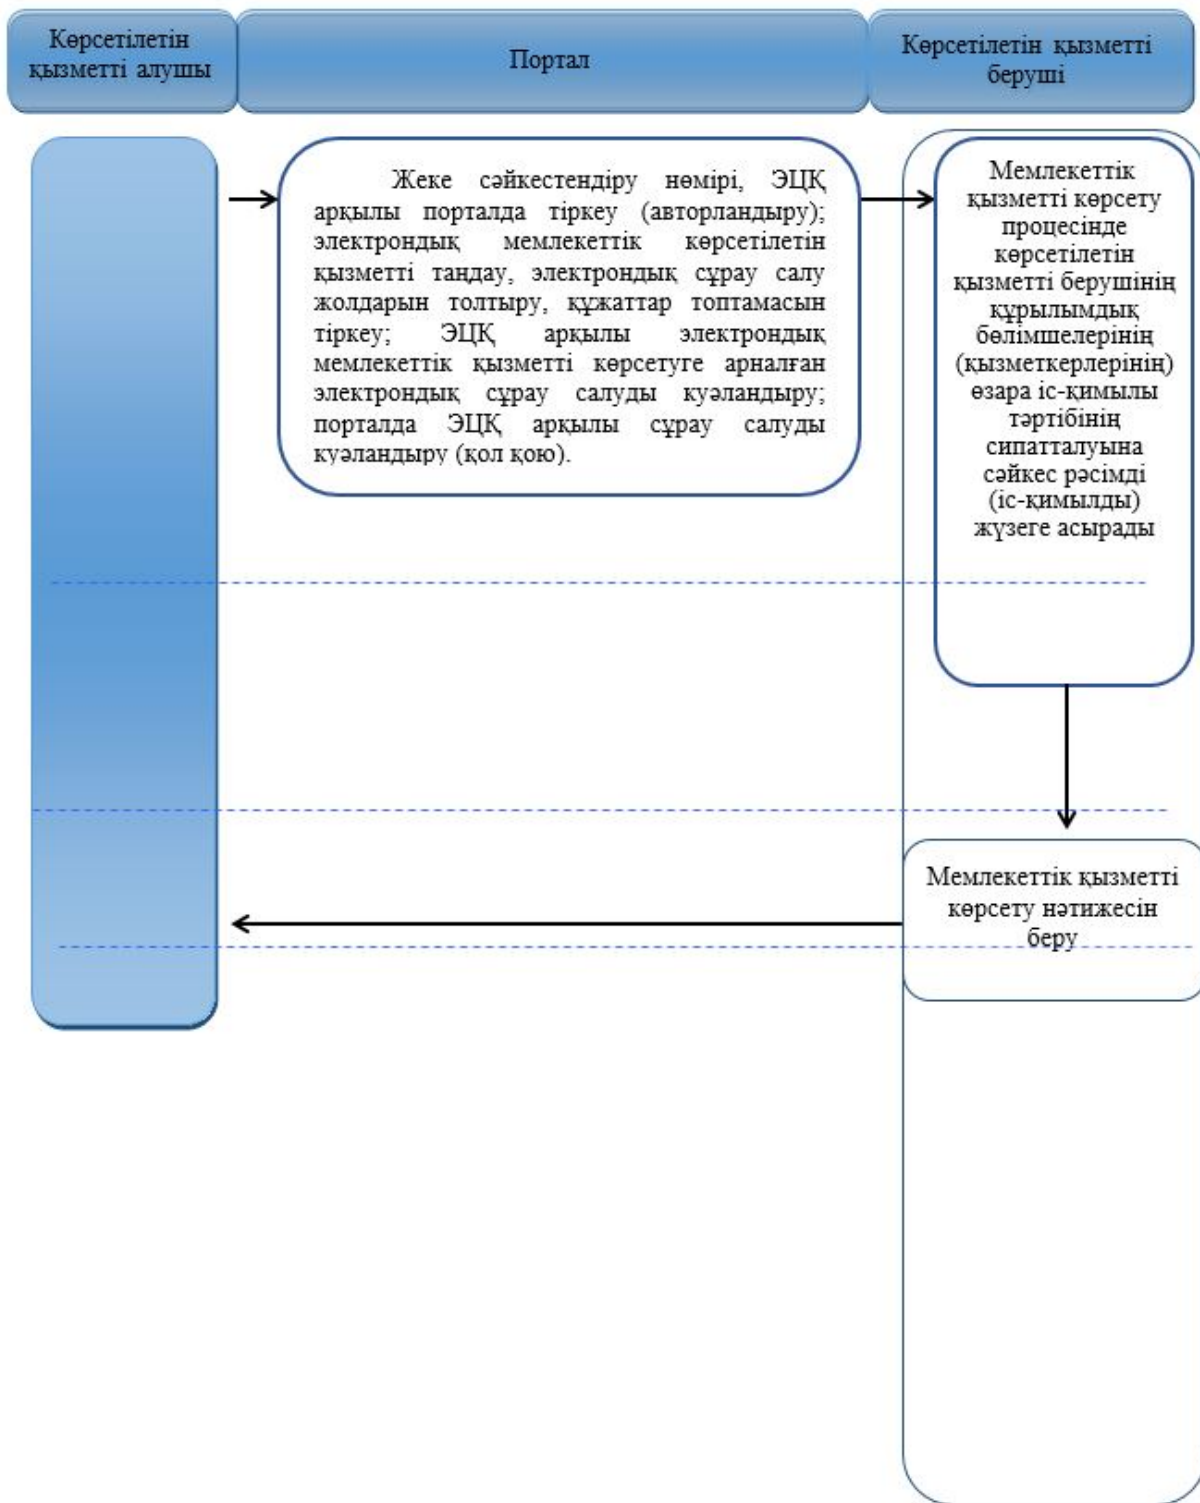 Көрсетілетін
қызметті алушы
Портал
Көрсетілетін қызметті
беруші
Жеке сәйкестендіру нөмірі, ЭЦҚ
арқылы порталда тіркеу (авторландыру);
электрондық мемлекеттік көрсетілетін
қызметті таңдау, электрондық сұрау салу
жолдарын толтыру, құжаттар топтамасын
тіркеу; ЭЦҚ арқылы электрондық
мемлекеттік қызметті көрсетуге арналған
электрондық сұрау салуды куәландыру;
порталда ЭЦҚ арқылы сұрау салуды
куәландыру (қол қою).
Мемлекеттік
қызметті көрсету
процесінде
көрсетілетін
қызметті берушінің
құрылымдық
бөлімшелерінің
(қызметкерлерінің)
өзара іс-қимылы
тәртібінің
сипатталуына
сәйкес рәсімді
(іс-қимылды)
жүзеге асырады
Мемлекеттік қызметті
көрсету нәтижесін
беру